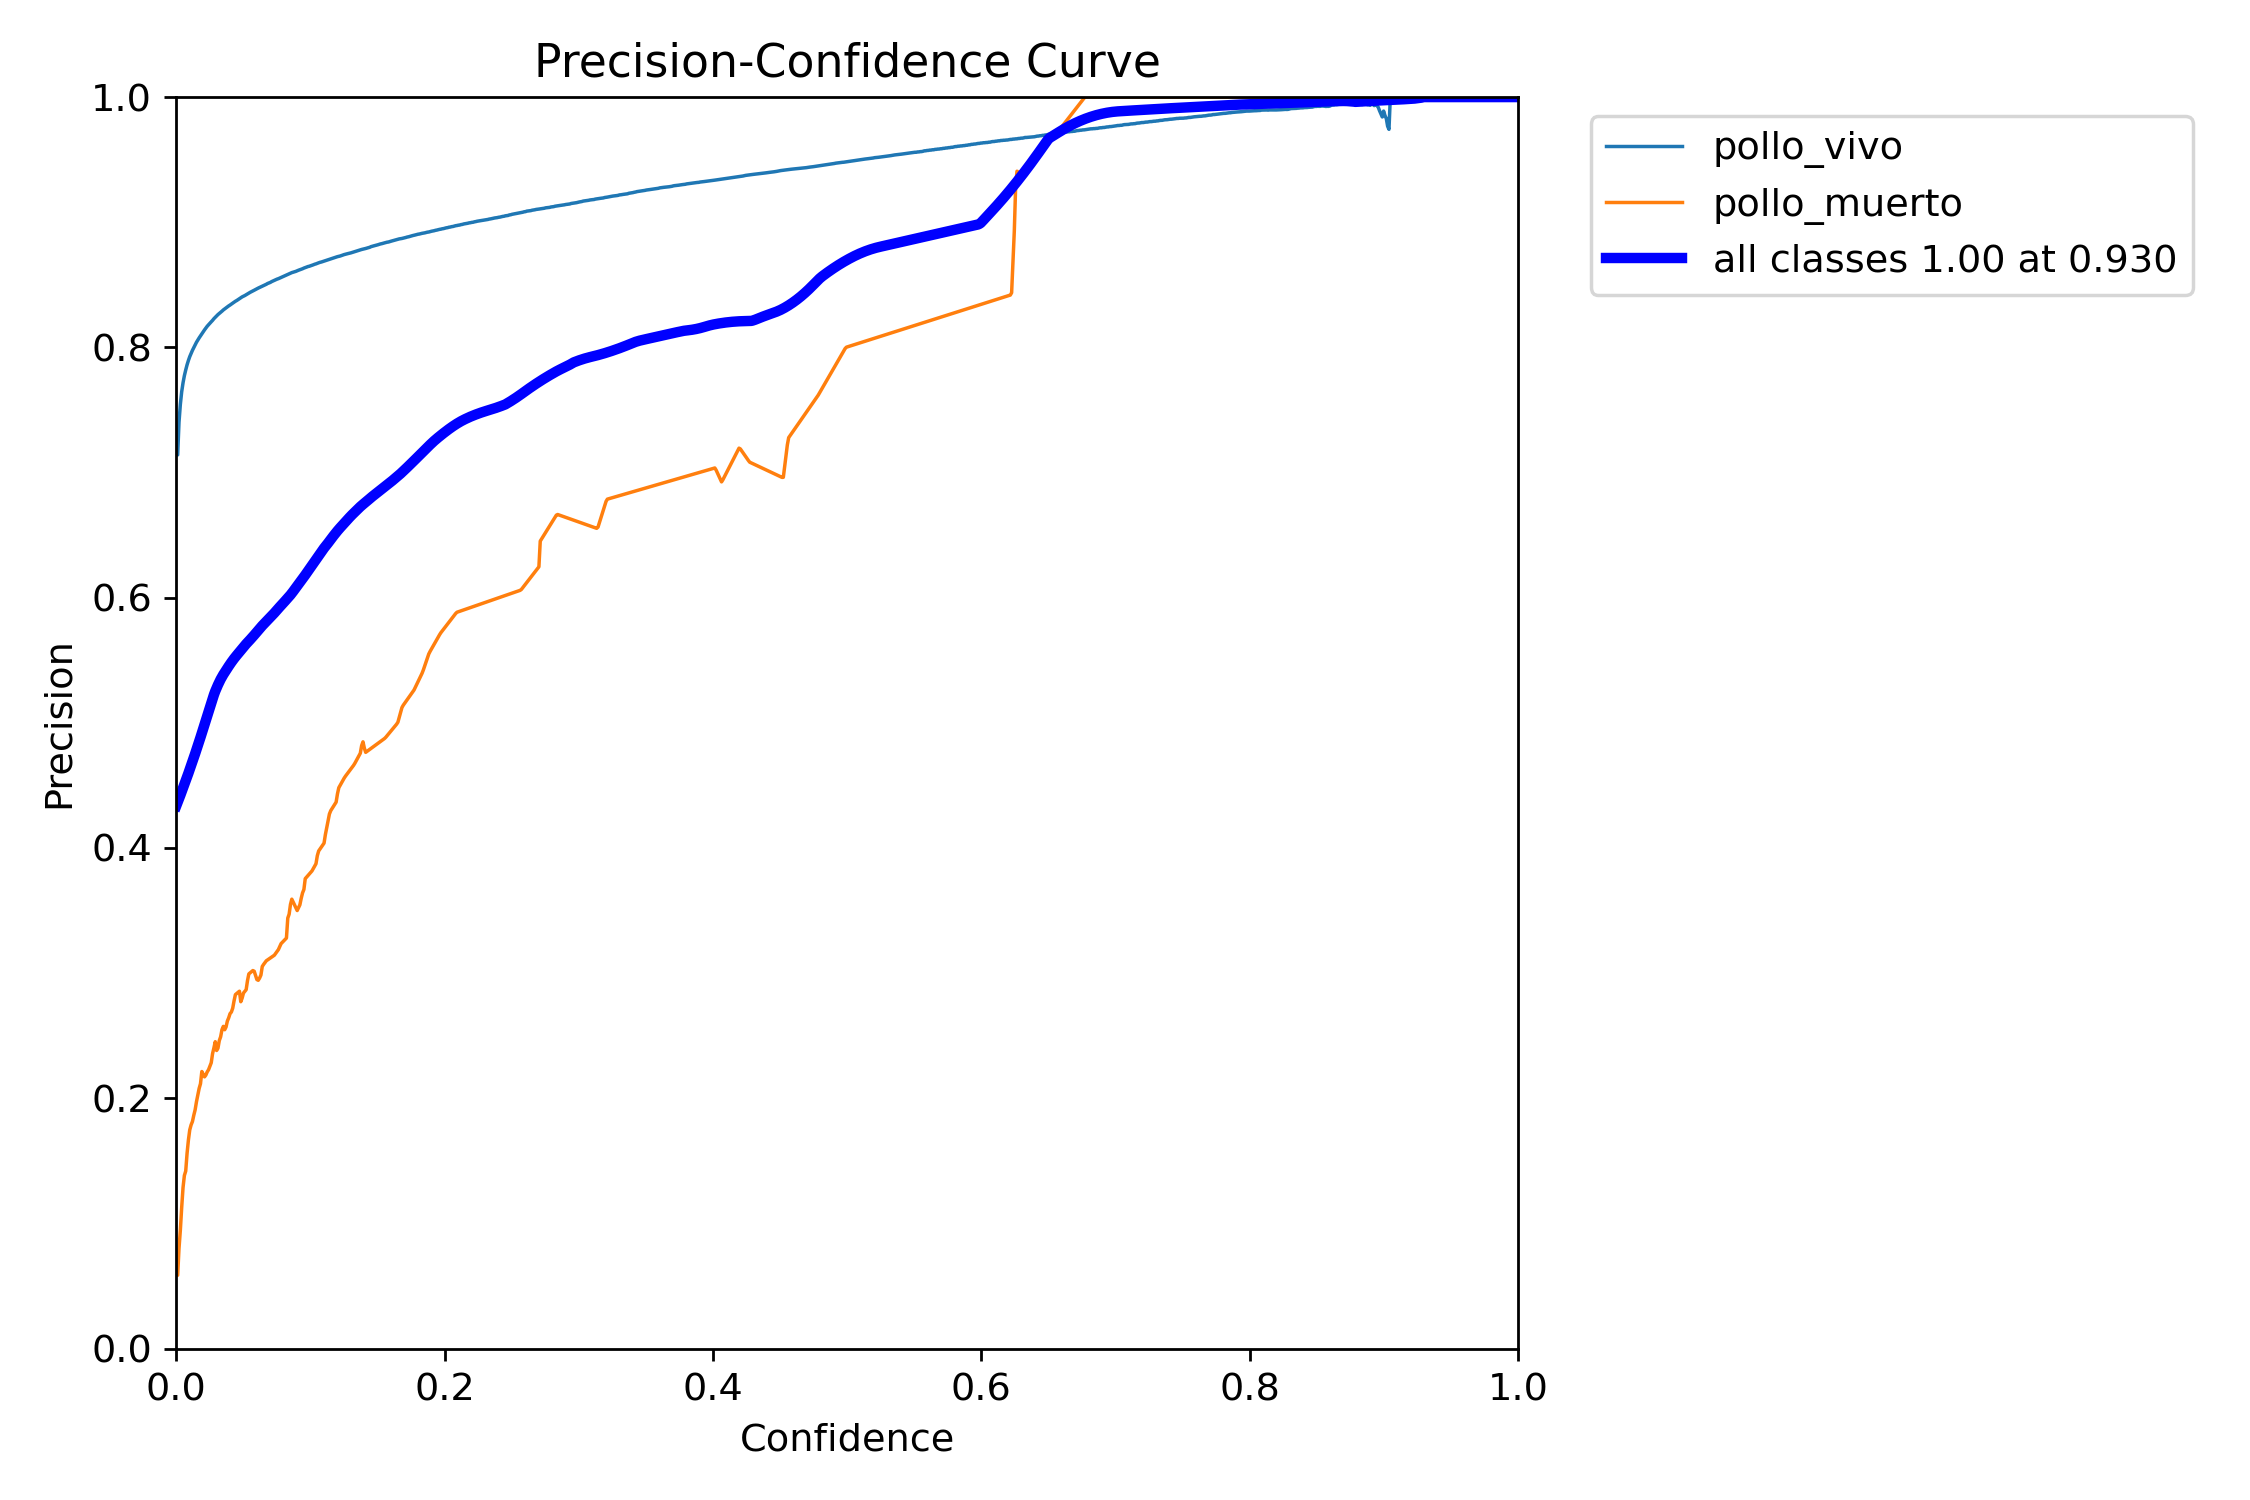 Precision-Confidence Curve
1.0
0.8
0.6
0.4
0.2
0.0
Precision
0.0 0.2 0.4 0.6 0.8 1.0
Confidence
pollo_vivo
pollo_muerto
all classes 1.00 at 0.930